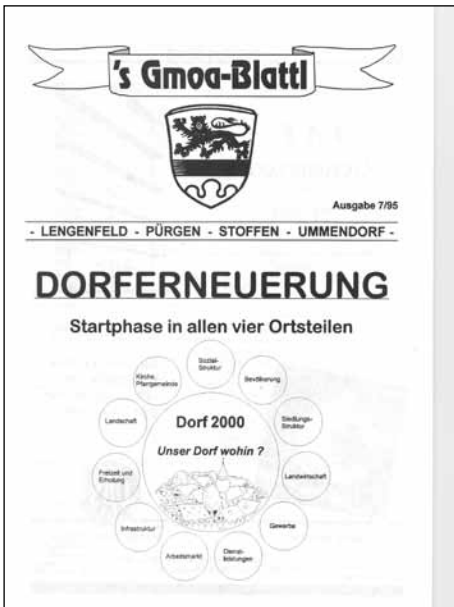 's Gmoa-Blattl
Ausgabe 7/95
- LENGENFELD - PÜRGEN - STOFFEN - UMMENDORF -
DORFERNEUERUNG
Startphase in allen vier Ortsteilen
Sozial-
Struktur
Kirche,
Pfarrgemeinde
Bevölkerung
Landschaft
Dorf 2000
Siedlungs-
Struktur
Unser Dorf wohin ?
Freizeit und
Erholung
Landwirtschaft
Infrastruktur
Gewerbe
Arbeitsmarkt
Dienst-
leistungen